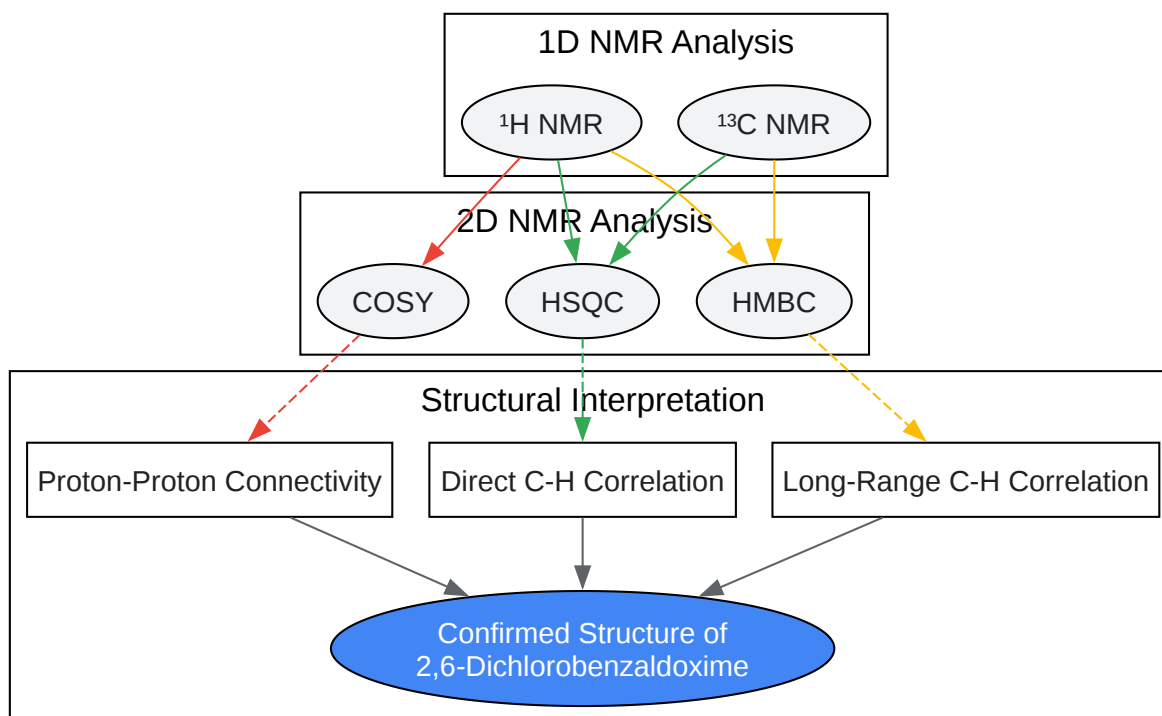 1D NMR Analysis
¹H NMR
¹³C NMR
2D NMR Analysis
COSY
HSQC
HMBC
Structural Interpretation
Proton-Proton Connectivity
Direct C-H Correlation
Long-Range C-H Correlation
Confirmed Structure of
2,6-Dichlorobenzaldoxime